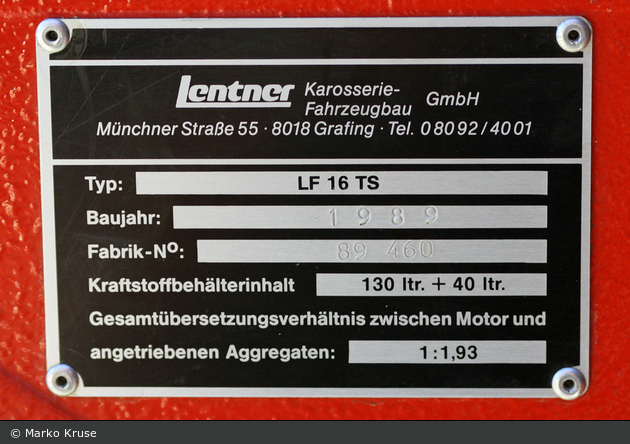 Lentner Karosserie-Fahrzeugbau GmbH
Münchner Straße 55 · 8018 Grafing · Tel. 08092/4001
Typ: LF 16 TS
Baujahr: 1989
Fabrik-No: 89 460
Kraftstoffbehälterinhalt 130 ltr. + 40 ltr.
Gesamtübersetzungsverhältnis zwischen Motor und
angetriebenen Aggregaten: 1:1,93
© Marko Kruse